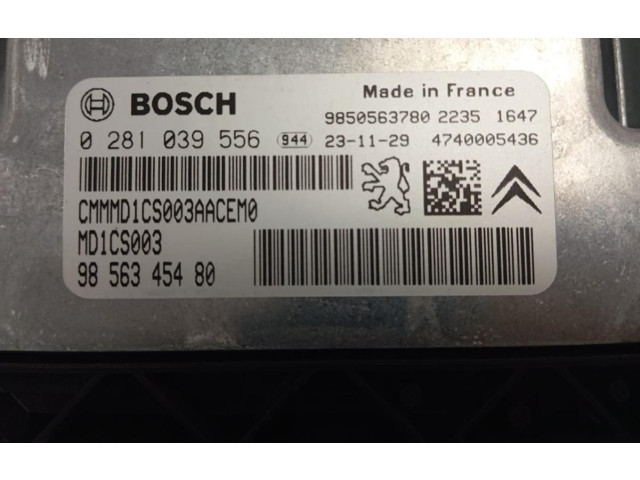 BOSCH
Made in France
9850563780 2235 1647
0 281 039 556 944 23-11-29 4740005436
CMMMD1CS003AACEM0
MD1CS003
98 563 454 80